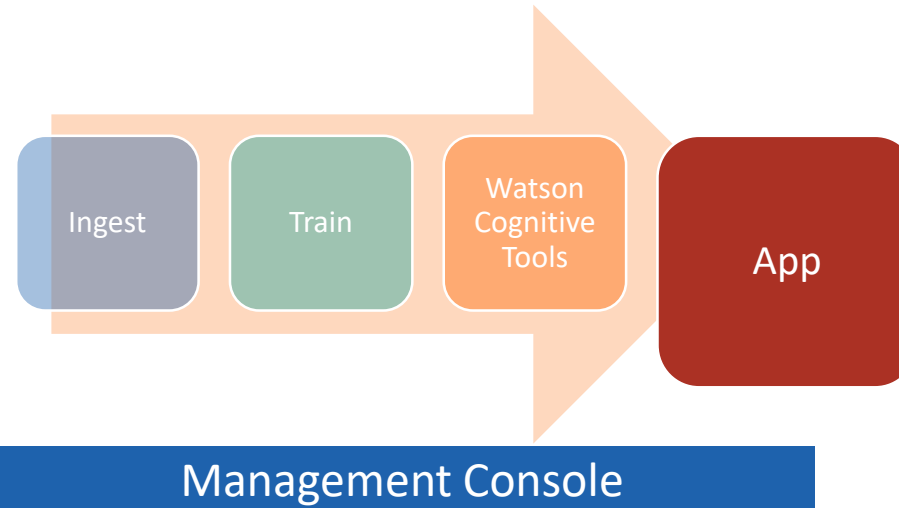 Ingest
Train
Watson
Cognitive
Tools
App
Management Console